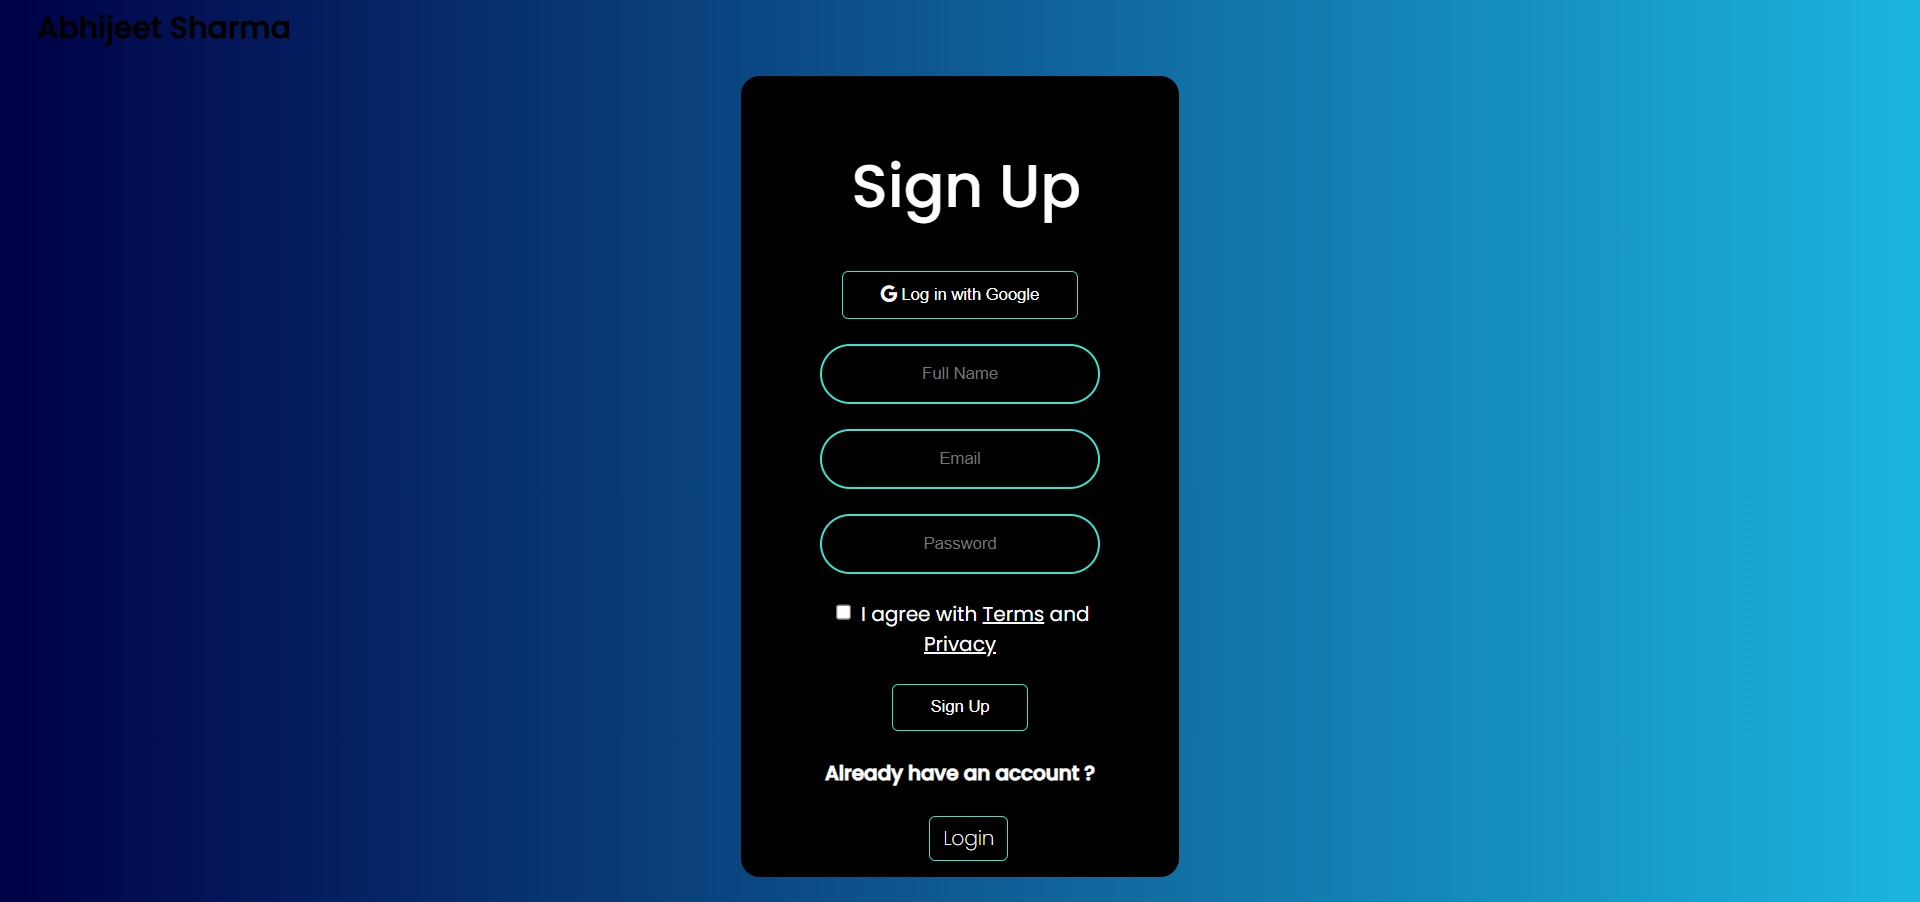 Abhijeet Sharma
Sign Up
Log in with Google
Full Name
Email
Password
I agree with Terms and
Privacy
Sign Up
Already have an account ?
Login